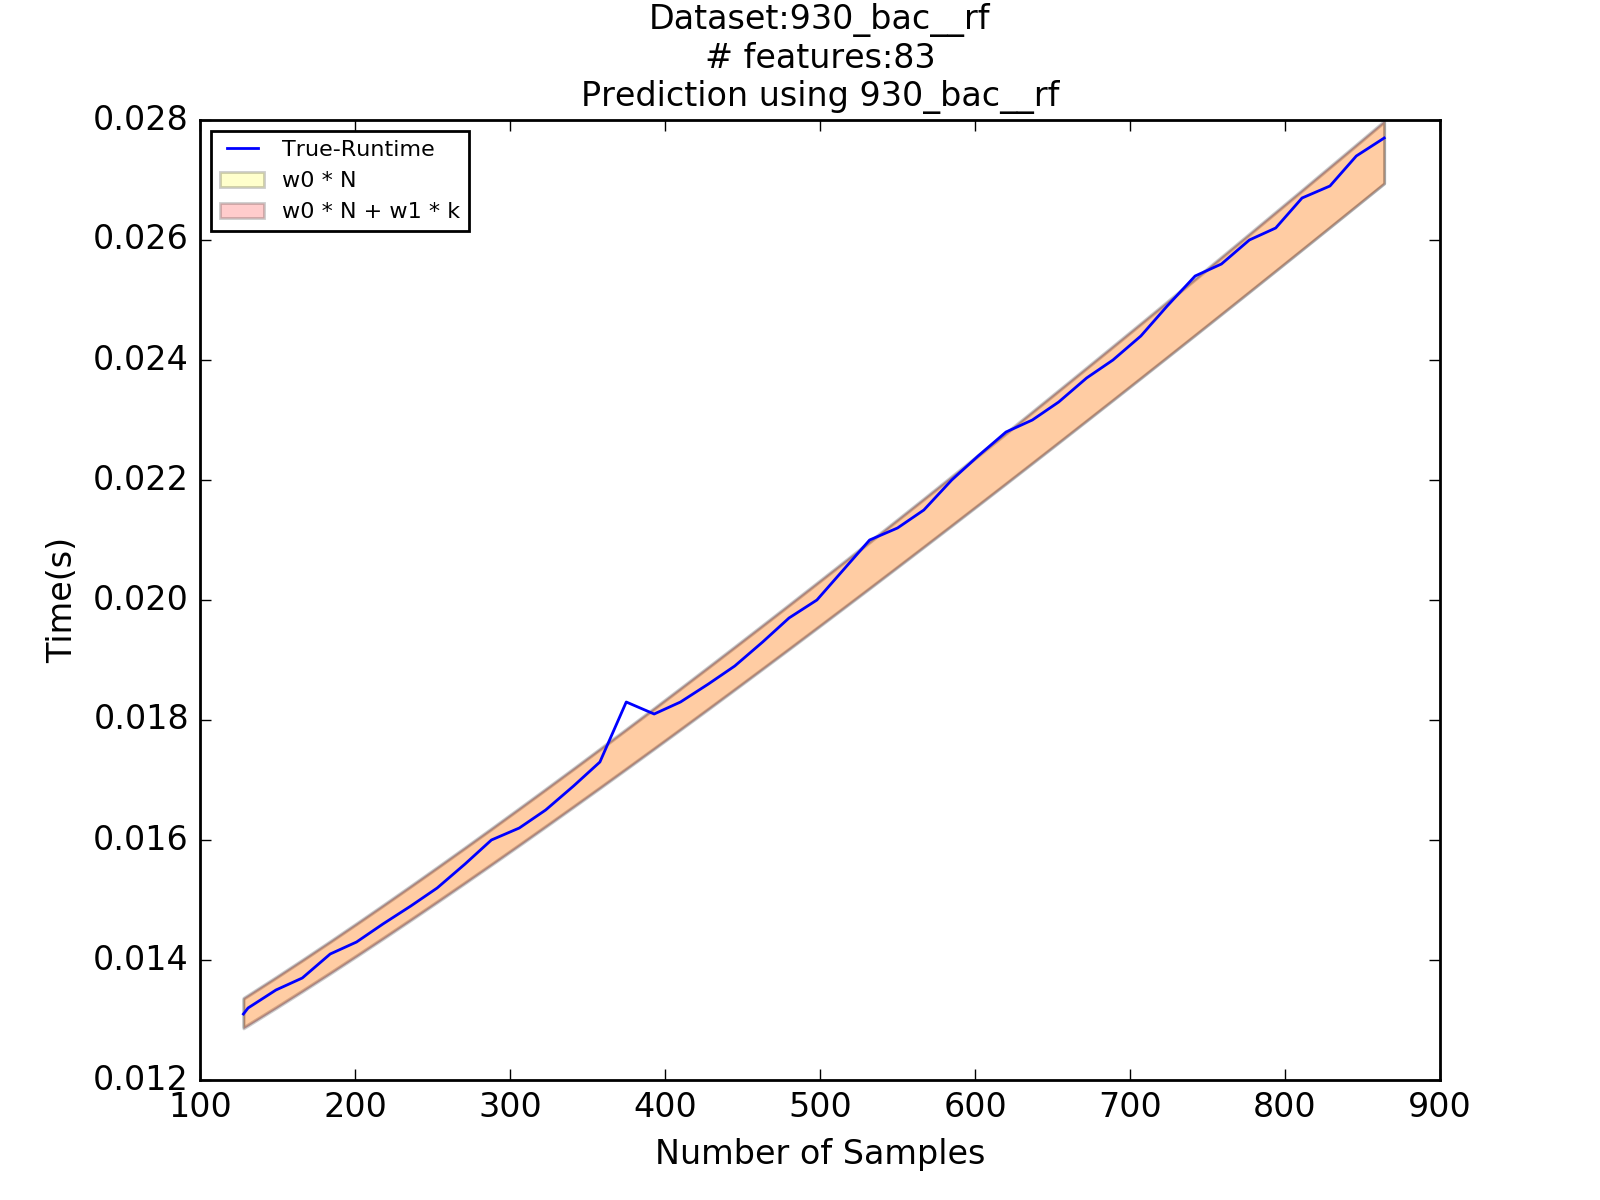 Dataset:930_bac__rf
# features:83
Prediction using 930_bac__rf
True-Runtime
w0 * N
w0 * N + w1 * k
0.028
0.026
0.024
0.022
0.020
0.018
0.016
0.014
0.012
Time(s)
100 200 300 400 500 600 700 800 900
Number of Samples